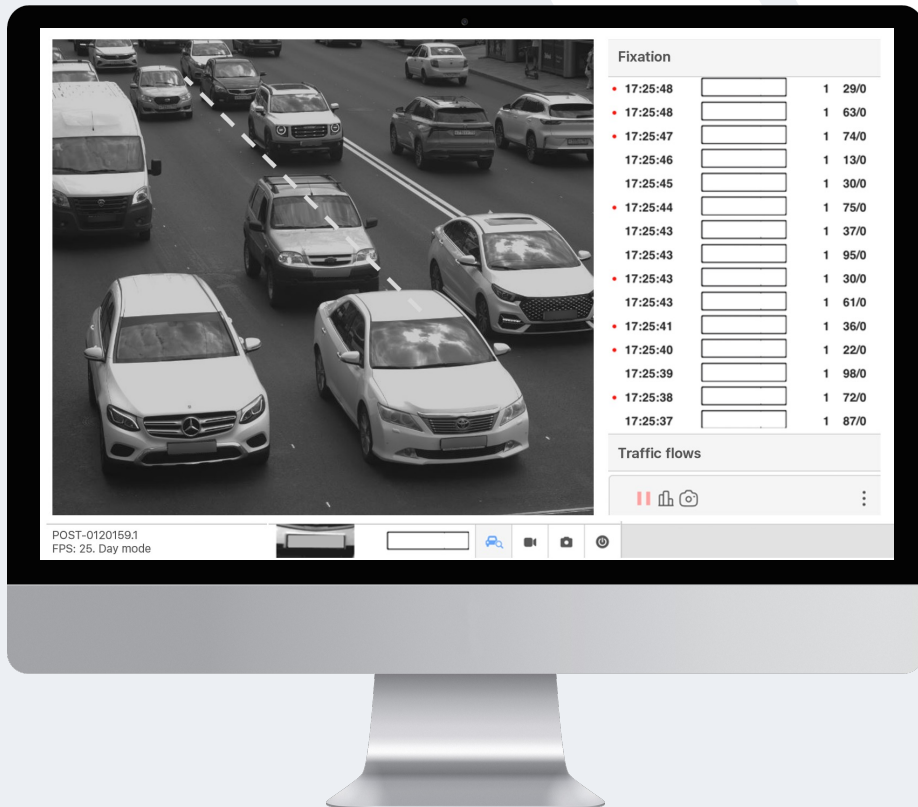 Fixation
17:25:48 1 29/0
17:25:48 1 63/0
17:25:47 1 74/0
17:25:46 1 13/0
17:25:45 1 30/0
17:25:44 1 75/0
17:25:43 1 37/0
17:25:43 1 95/0
17:25:43 1 30/0
17:25:43 1 61/0
17:25:41 1 36/0
17:25:40 1 22/0
17:25:39 1 98/0
17:25:38 1 72/0
17:25:37 1 87/0
Traffic flows
POST-0120159.1
FPS: 25. Day mode